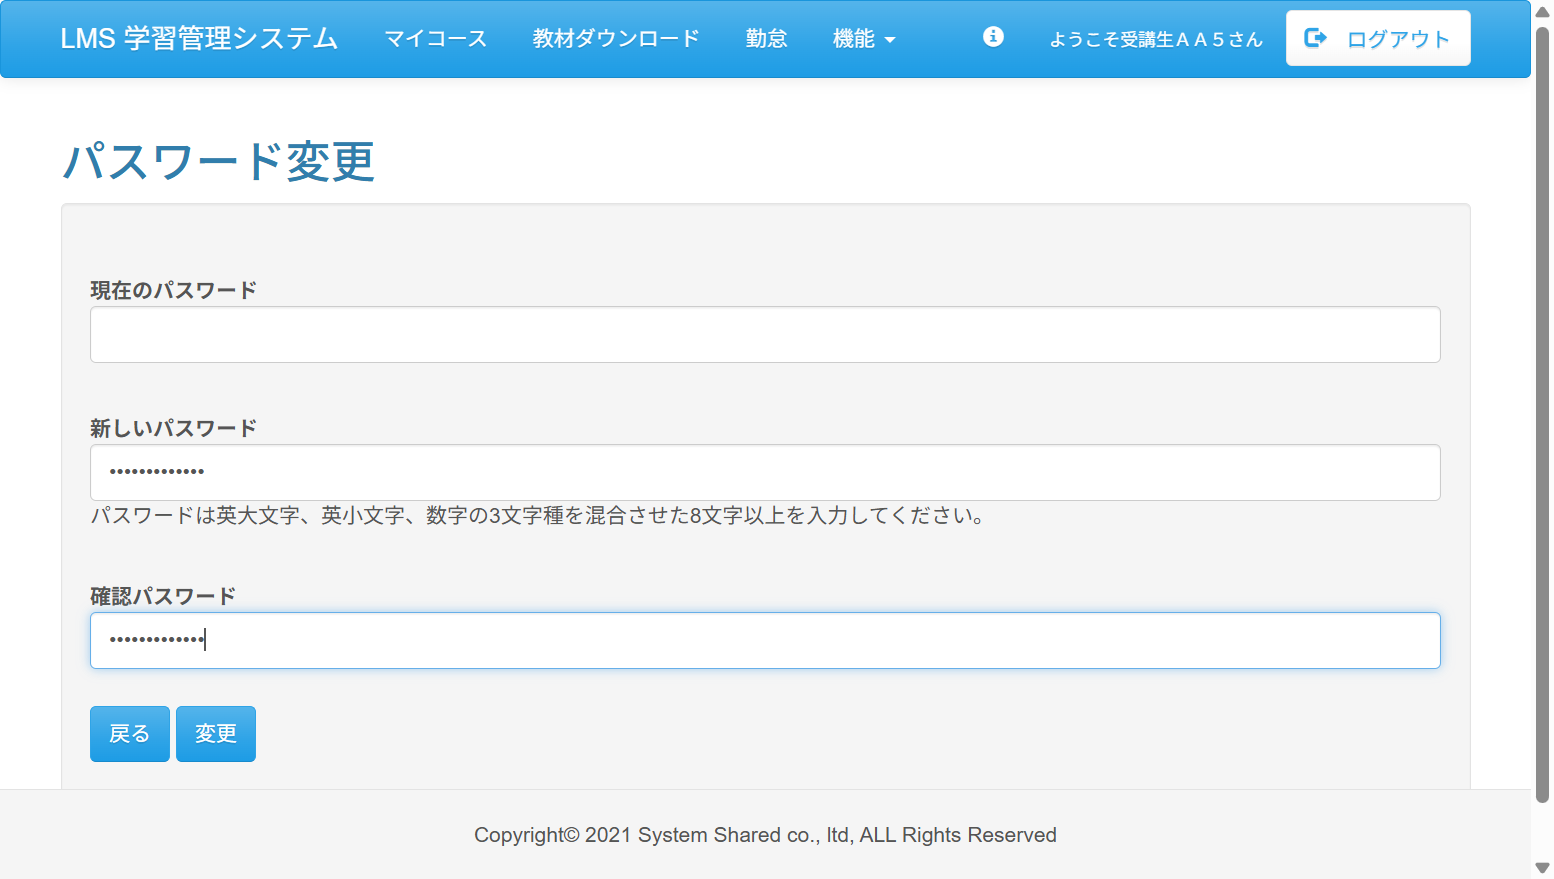 LMS 学習管理システム マイコース 教材ダウンロード 勤怠 機能 ようこそ受講生ＡＡ５さん ログアウト
パスワード変更
現在のパスワード
新しいパスワード
•••••••••••••
パスワードは英大文字、英小文字、数字の3文字種を混合させた8文字以上を入力してください。
確認パスワード
•••••••••••••
戻る 変更
Copyright© 2021 System Shared co., ltd, ALL Rights Reserved